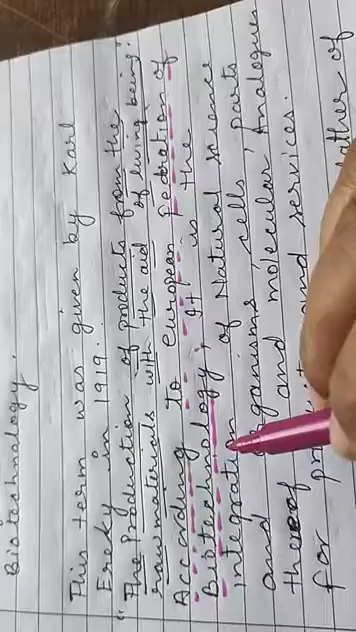 Biotechnology.
This term was given by Karl
Ereky in 1919.
"The Production of products from the
raw materials with the aid of living being."
According to European Federation of
Biotechnology, It is the
integration of Natural science
and organisms, cells, parts
thereof and molecular Analogues
for and services.